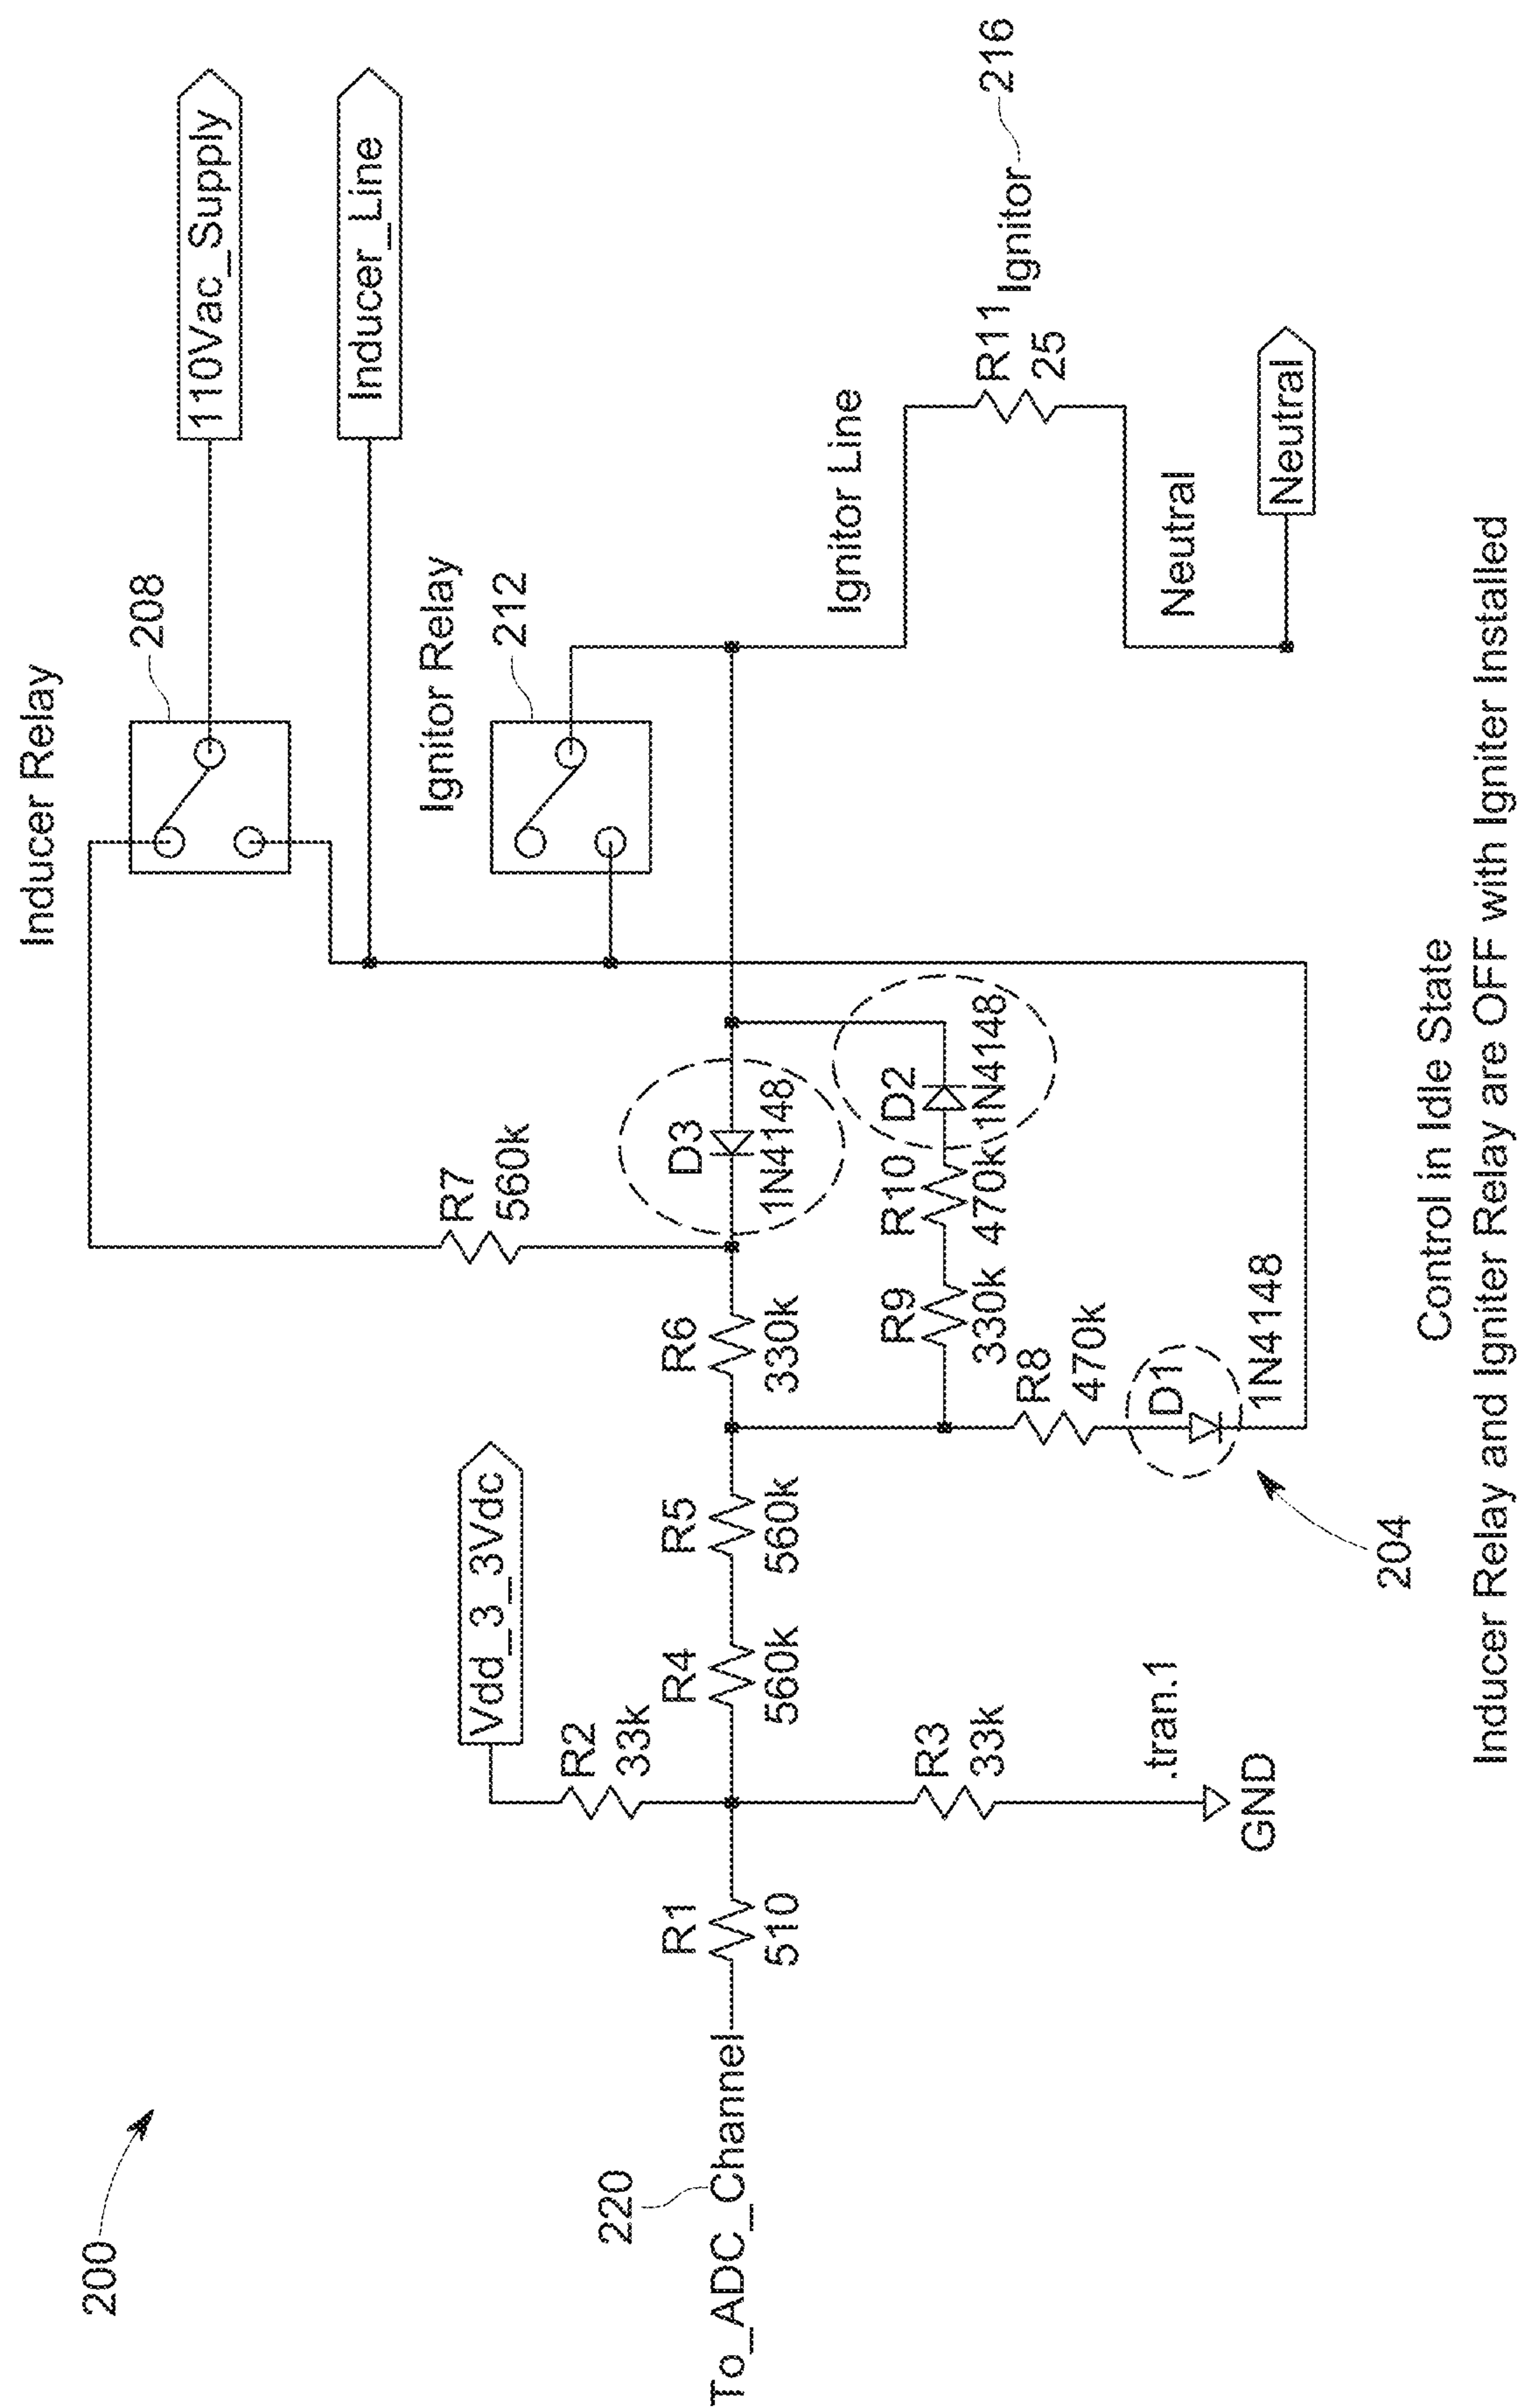 200
Inducer Relay
208
110Vac_Supply
Inducer_Line
Ignitor Relay
212
R7
560k
Vdd_3_3Vdc
R2
33k
220
To_ADC_Channel
R1
510
R4
560k
R5
560k
R6
330k
D3
1N4148
Ignitor Line
R9
330k
R10
470k
D2
1N4148
R11
25
Ignitor
216
R3
33k
R8
470k
D1
1N4148
Neutral
Neutral
.tran.1
GND
204
Control in Idle State
Inducer Relay and Igniter Relay are OFF with Igniter Installed